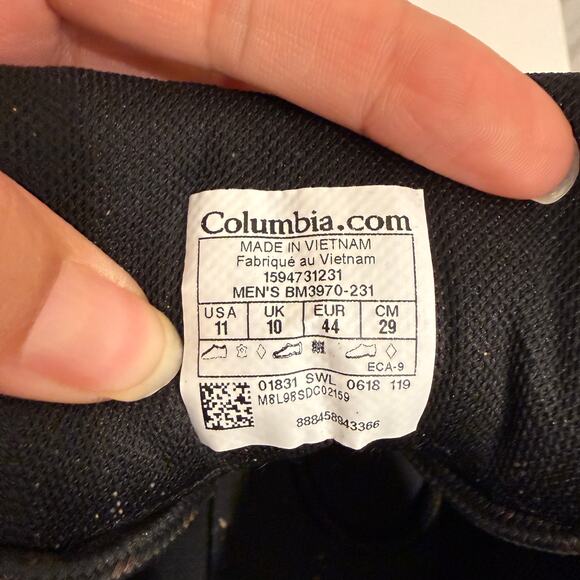 Columbia.com
MADE IN VIETNAM
Fabriqué au Vietnam
1594731231
MEN'S BM3970-231
USA UK EUR CM
11 10 44 29
ECA-9
01831 SWL 0618 119
M8L98SDC02159
888458943366